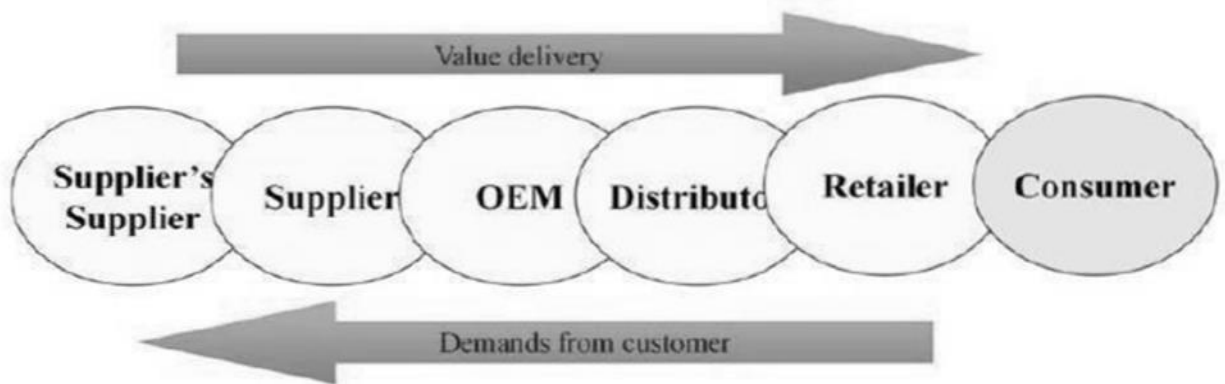 Value delivery
Supplier's
Supplier
Supplier
OEM
Distributo
Retailer
Consumer
Demands from customer